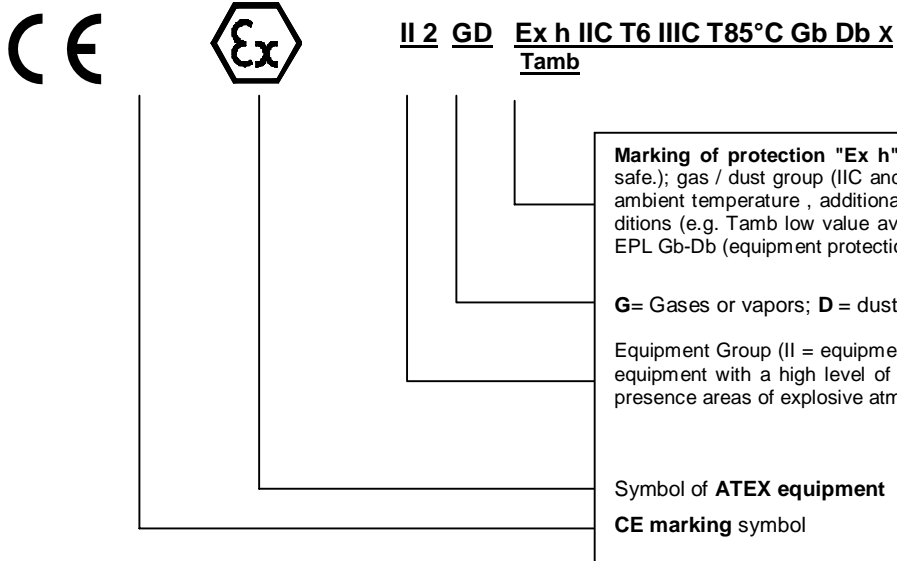 CE Ex II 2 GD Ex h IIC T6 IIIC T85°C Gb Db X
Tamb
Marking of protection "Ex h"
safe.); gas / dust group (IIC and
ambient temperature , additiona
ditions (e.g. Tamb low value av
EPL Gb-Db (equipment protectio
G= Gases or vapors; D = dust
Equipment Group (II = equipme
equipment with a high level of
presence areas of explosive atm
Symbol of ATEX equipment
CE marking symbol